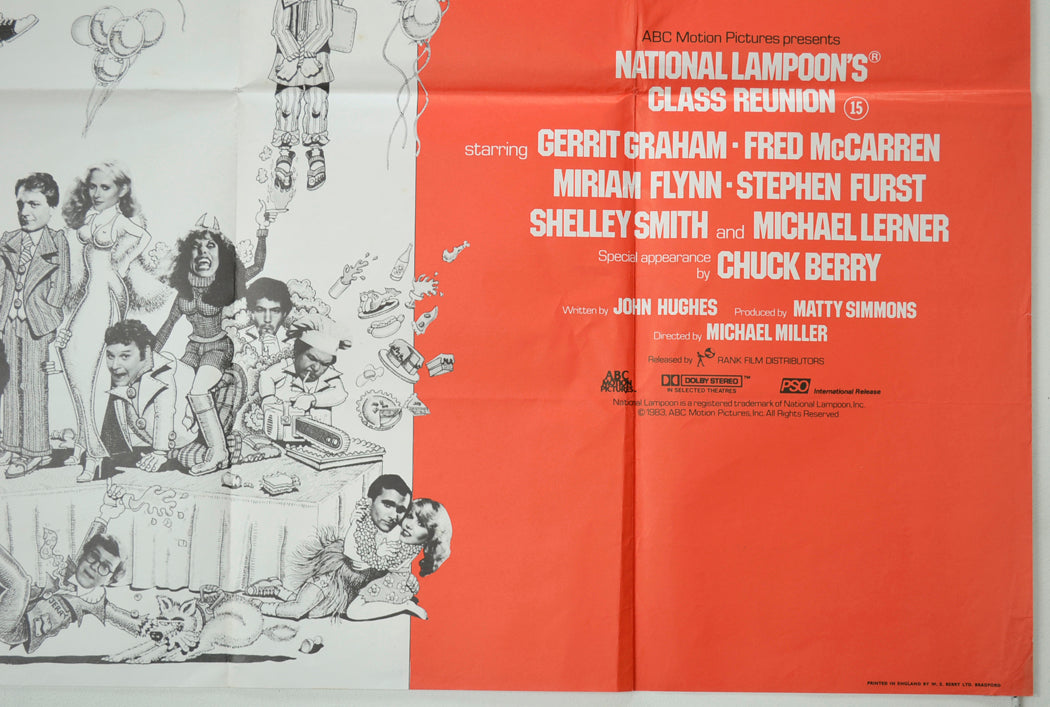 ABC Motion Pictures presents
NATIONAL LAMPOON'S®
CLASS REUNION 15
starring GERRIT GRAHAM · FRED McCARREN
MIRIAM FLYNN · STEPHEN FURST
SHELLEY SMITH and MICHAEL LERNER
Special appearance by CHUCK BERRY
Written by JOHN HUGHES Produced by MATTY SIMMONS
Directed by MICHAEL MILLER
Released by RANK FILM DISTRIBUTORS
ABC
MOTION
PICTURES
DOLBY STEREO™
IN SELECTED THEATRES
PSO International Release
National Lampoon is a registered trademark of National Lampoon, Inc.
© 1983, ABC Motion Pictures, Inc. All Rights Reserved
PRINTED IN ENGLAND BY W. E. BERRY LTD. BRADFORD